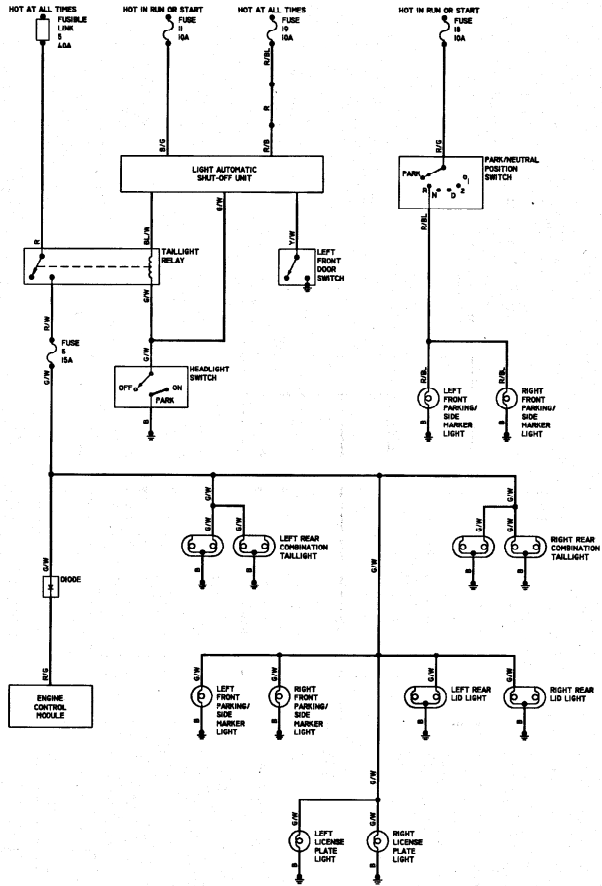 HOT AT ALL TIMES
HOT IN RUN OR START
HOT AT ALL TIMES
HOT IN RUN OR START
FUSIBLE
LINK
5
40A
FUSE
11
10A
FUSE
19
10A
FUSE
18
10A
R/BL
R
B/G
R/B
R/G
LIGHT AUTOMATIC
SHUT-OFF UNIT
PARK/NEUTRAL
POSITION
SWITCH
PARK
R
N
D
2
1
R
BL/W
G/W
Y/W
R/BL
TAILLIGHT
RELAY
LEFT
FRONT
DOOR
SWITCH
R/W
G/W
FUSE
6
15A
G/W
G/W
HEADLIGHT
SWITCH
OFF
ON
PARK
B
R/BL
R/BL
LEFT
FRONT
PARKING/
SIDE
MARKER
LIGHT
RIGHT
FRONT
PARKING/
SIDE
MARKER
LIGHT
B
B
G/W
G/W
G/W
G/W
G/W
G/W
LEFT REAR
COMBINATION
TAILLIGHT
RIGHT REAR
COMBINATION
TAILLIGHT
B
B
B
B
G/W
G/W
DIODE
R/G
ENGINE
CONTROL
MODULE
G/W
G/W
G/W
G/W
LEFT
FRONT
PARKING/
SIDE
MARKER
LIGHT
RIGHT
FRONT
PARKING/
SIDE
MARKER
LIGHT
LEFT REAR
LID LIGHT
RIGHT REAR
LID LIGHT
B
B
B
B
G/W
G/W
G/W
LEFT
LICENSE
PLATE
LIGHT
RIGHT
LICENSE
PLATE
LIGHT
B
B